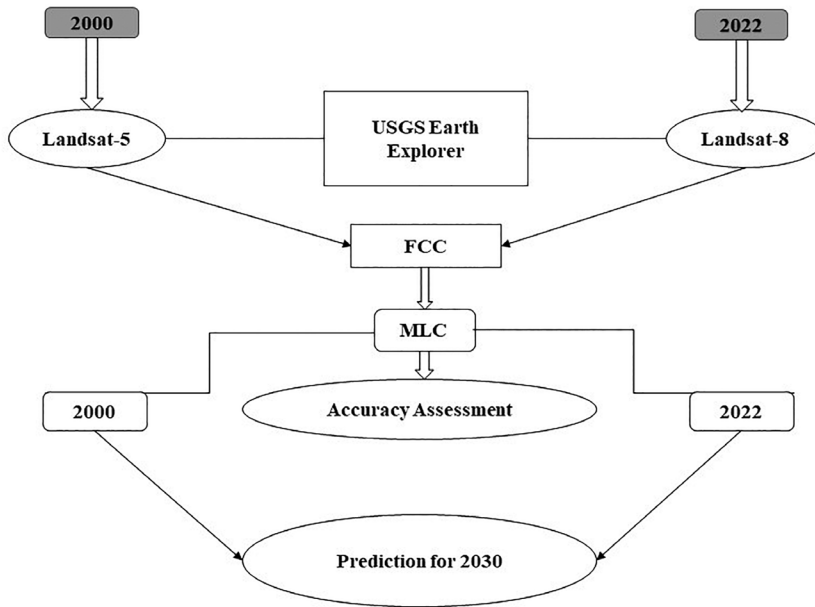 2000
2022
Landsat-5
USGS Earth
Explorer
Landsat-8
FCC
MLC
2000
Accuracy Assessment
2022
Prediction for 2030